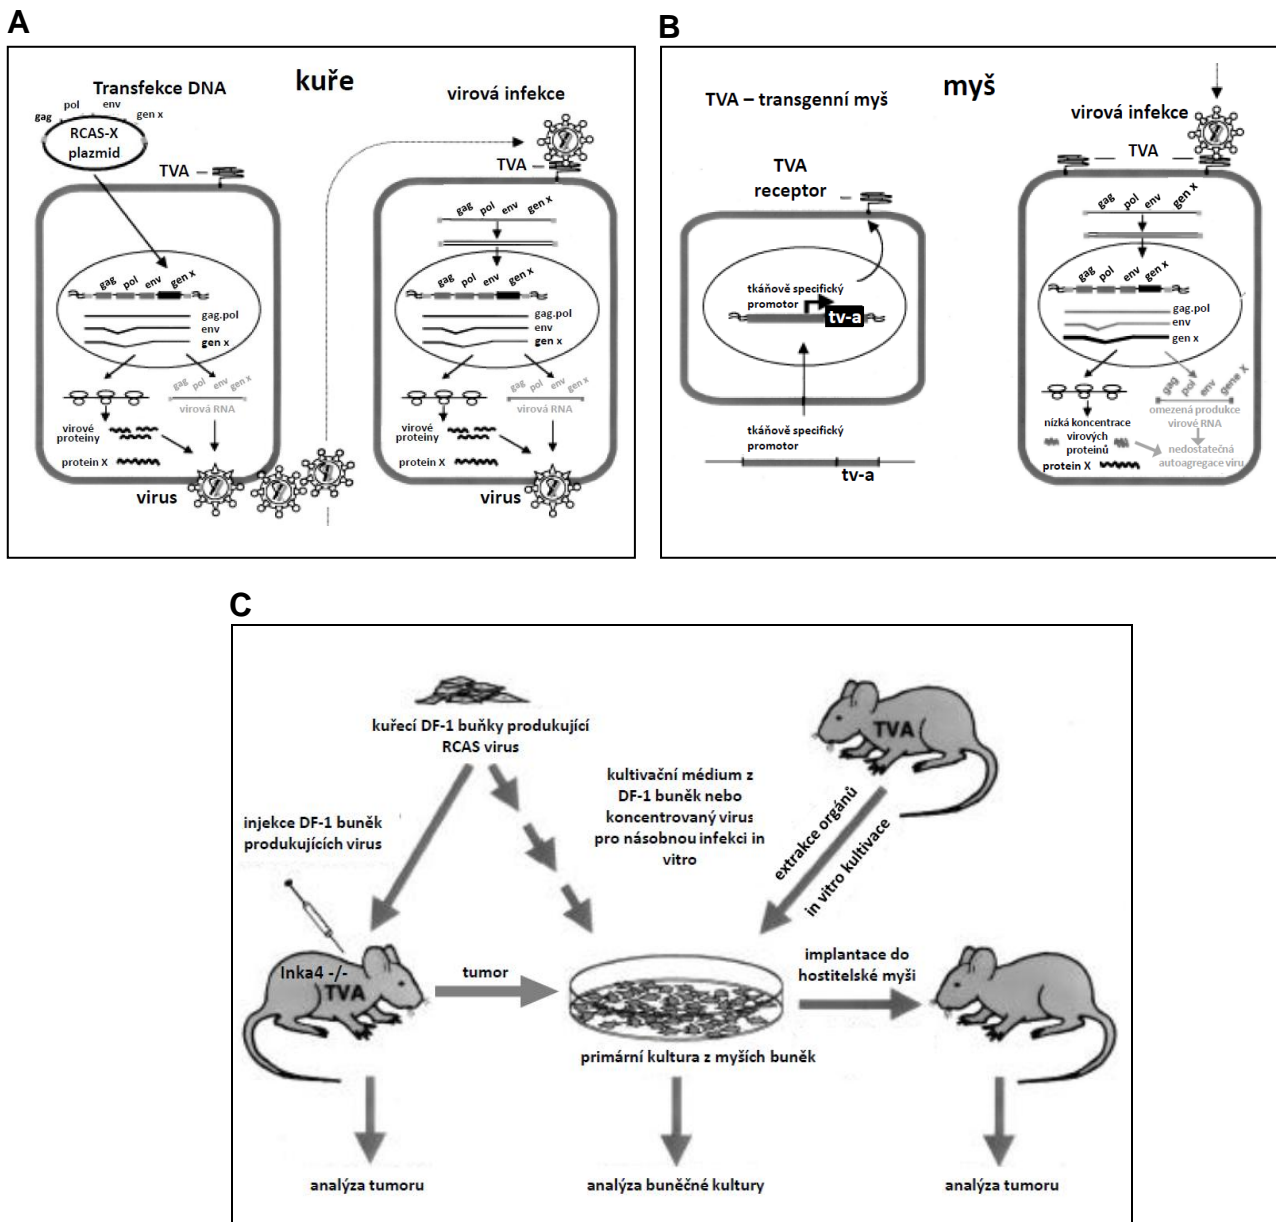 A
kuře
Transfekce DNA
gag
pol
env
gen x
RCAS-X
plazmid
TVA
gag
pol
env
gen x
gag.pol
env
gen x
gag
pol
env
gen x
virová RNA
virové
proteiny
protein X
virus
virová infekce
TVA
gag
pol
env
gen x
gag
pol
env
gen x
gag.pol
env
gen x
gag
pol
env
gen x
virová RNA
virové
proteiny
protein X
virus
B
myš
TVA – transgenní myš
TVA
receptor
tkáňově specifický
promotor
tv-a
tkáňově specifický
promotor
tv-a
virová infekce
TVA
gag
pol
env
gen x
gag
pol
env
gen x
gag.pol
env
gen x
gag
pol
env
gene X
omezená produkce
virové RNA
nízká koncentrace
virových
proteinů
protein X
nedostatečná
autoagregace viru
C
kuřecí DF-1 buňky produkující
RCAS virus
injekce DF-1 buněk
produkujících virus
kultivační médium z
DF-1 buněk nebo
koncentrovaný virus
pro násobnou infekci in
vitro
TVA
extrakce orgánů
in vitro kultivace
Inka4 -/-
TVA
tumor
implantace do
hostitelské myši
primární kultura z myších buněk
analýza tumoru
analýza buněčné kultury
analýza tumoru